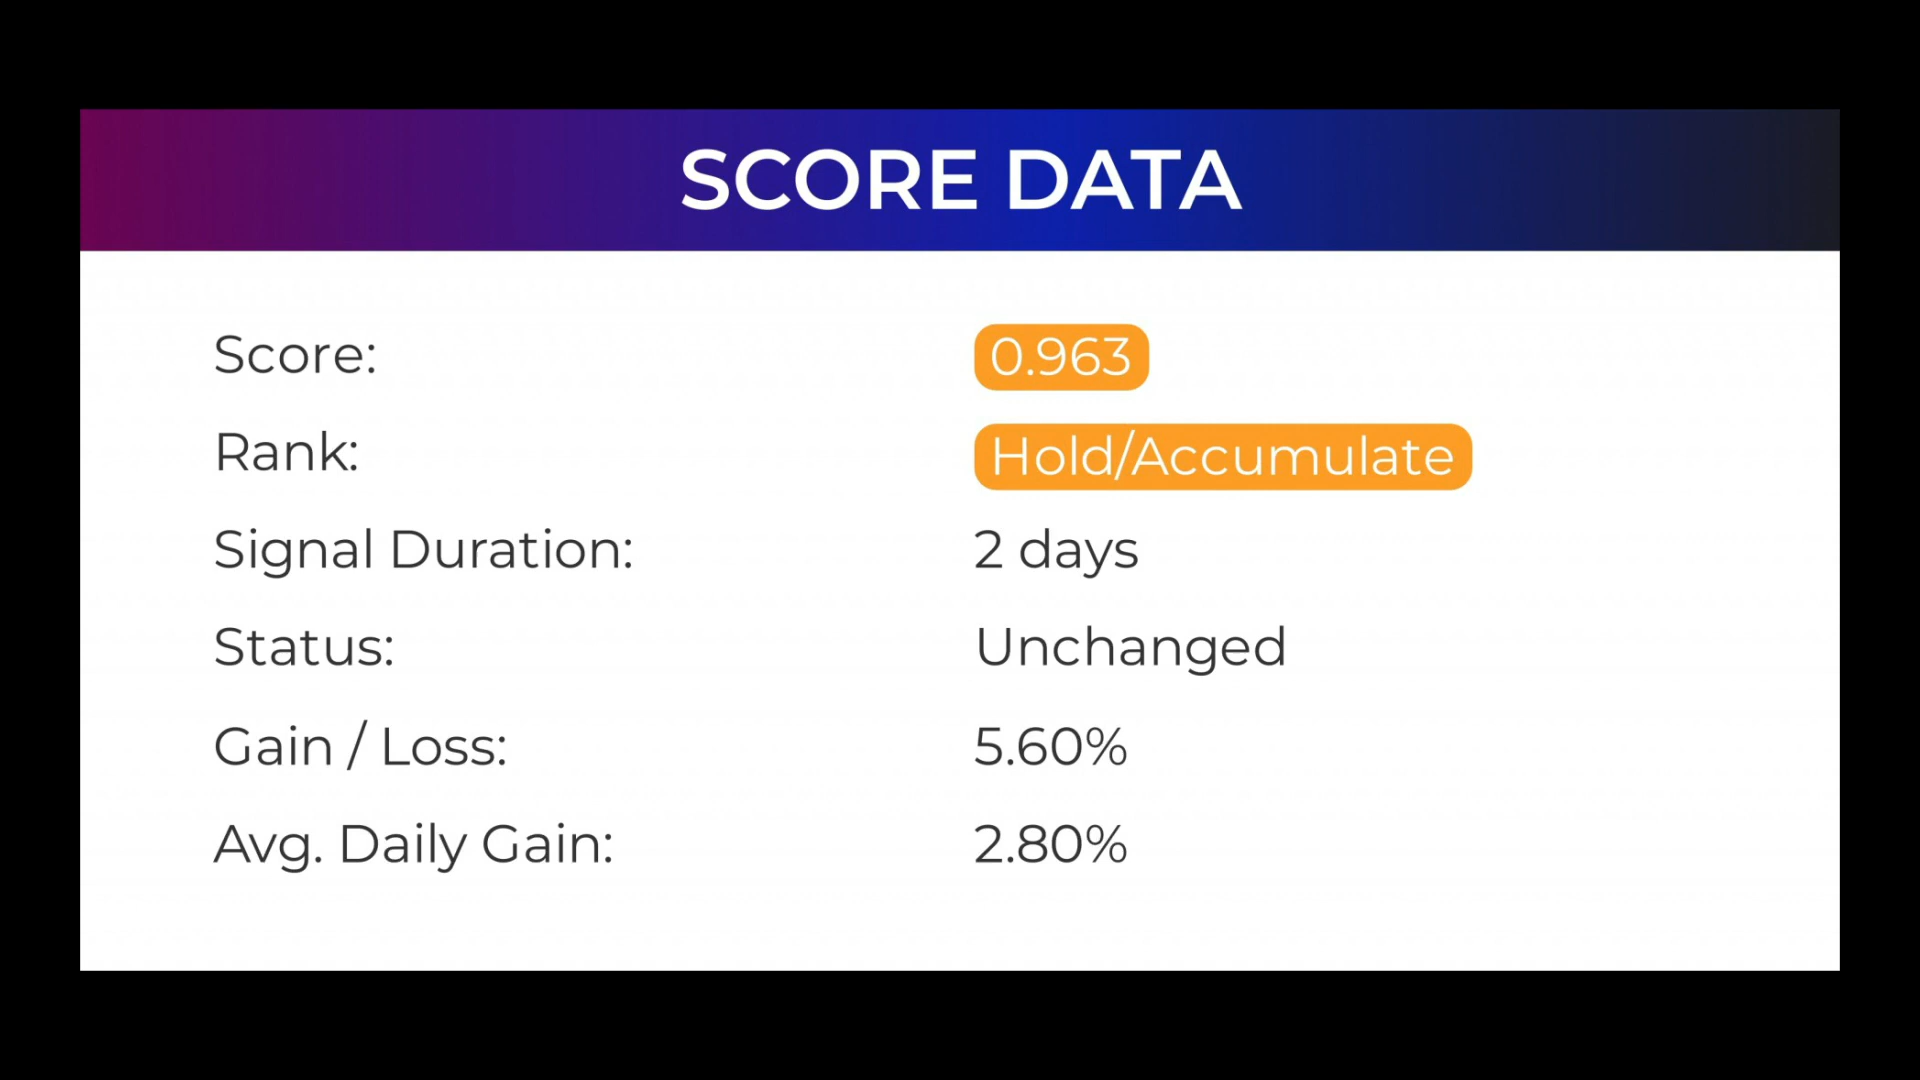 SCORE DATA
Score: 0.963
Rank: Hold/Accumulate
Signal Duration: 2 days
Status: Unchanged
Gain / Loss: 5.60%
Avg. Daily Gain: 2.80%